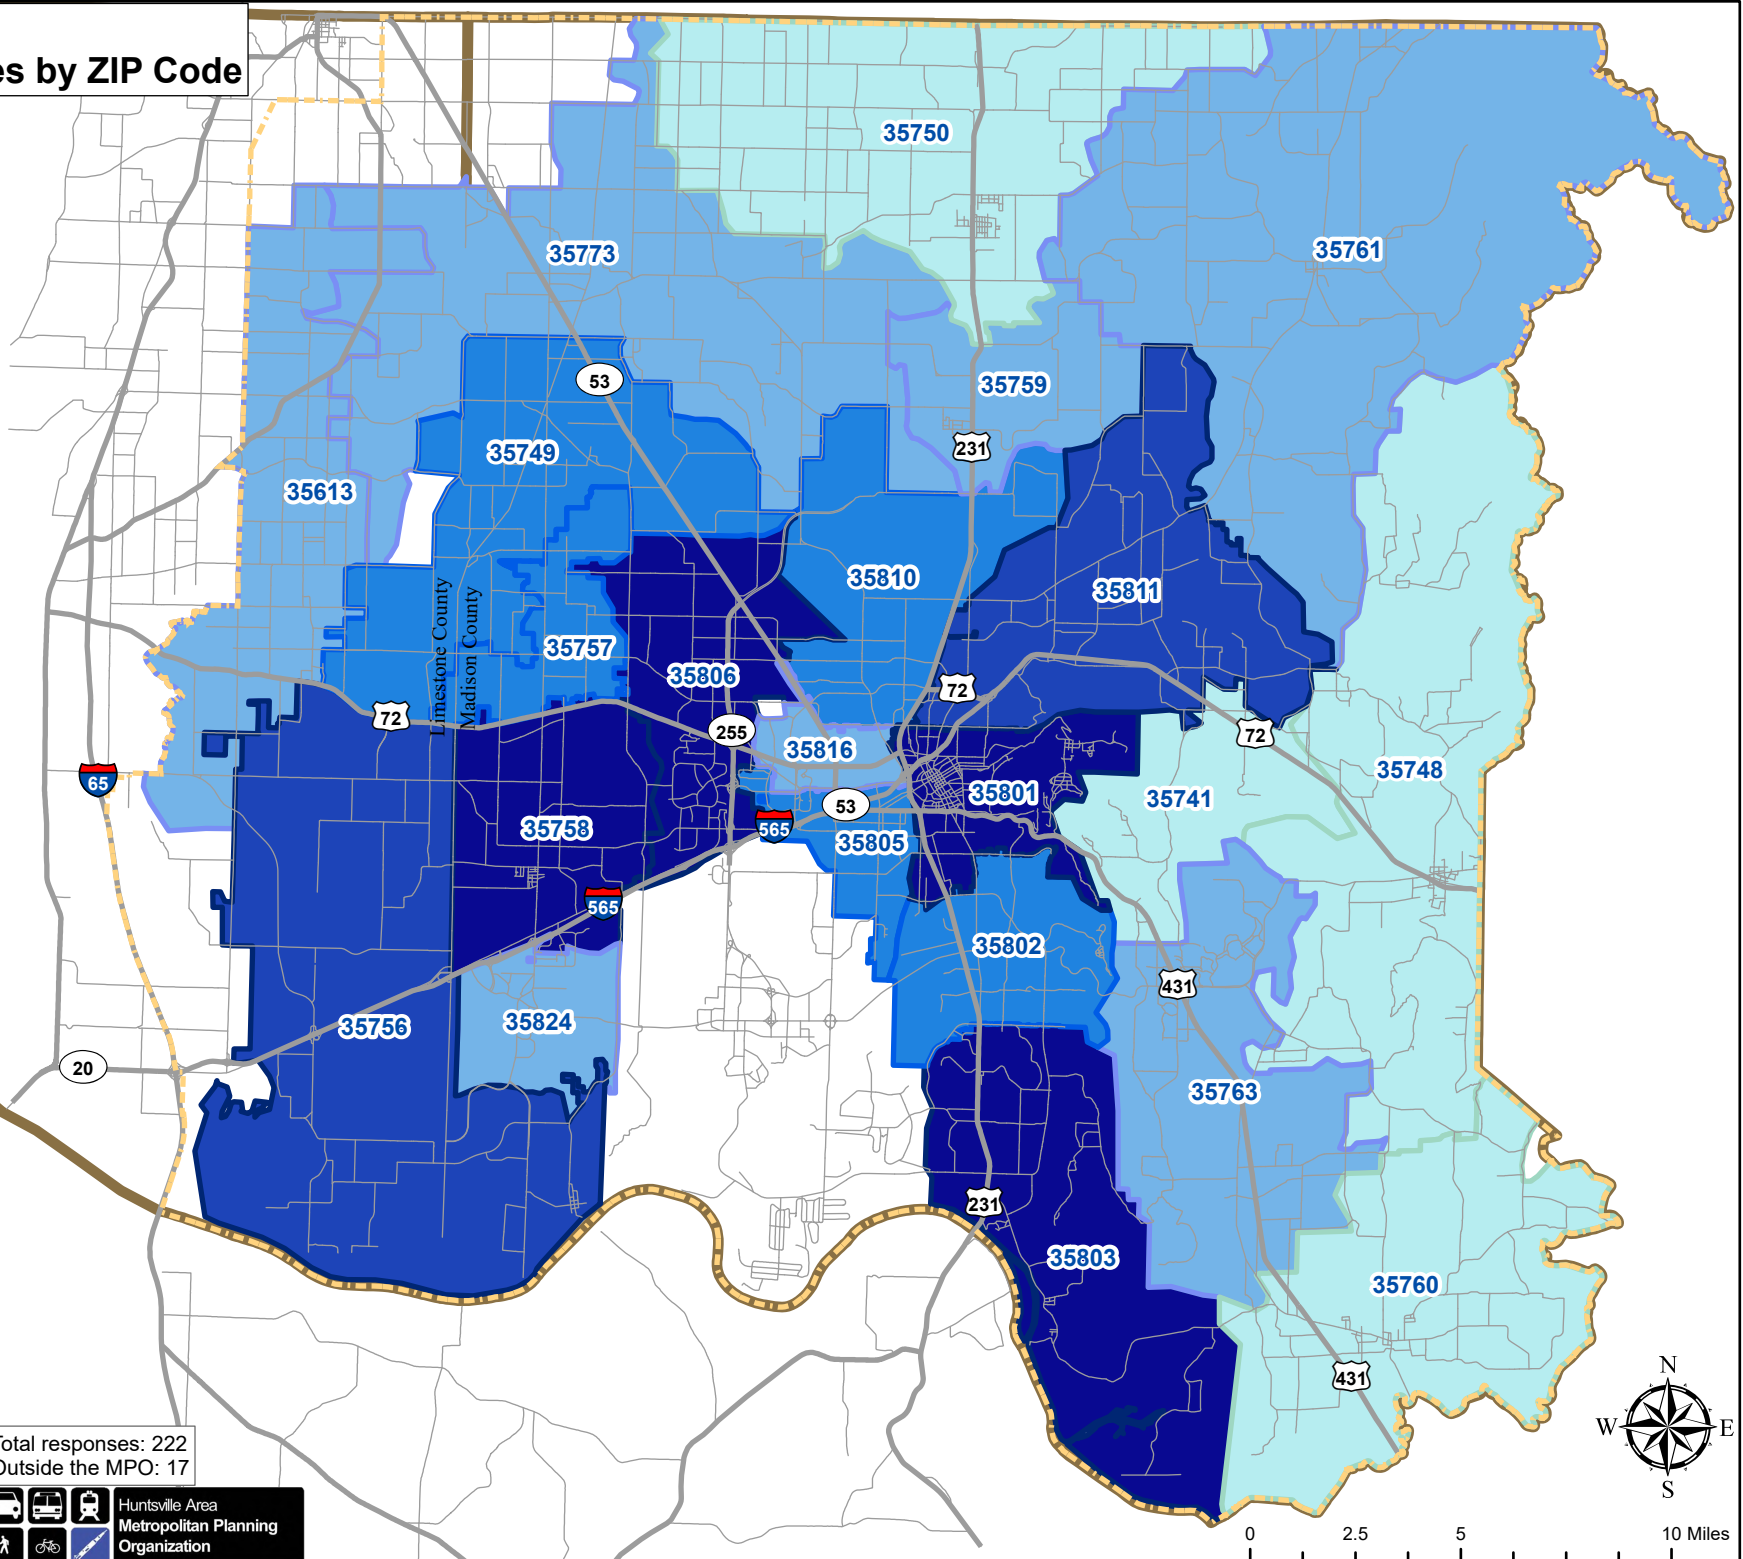 es by ZIP Code
35750
35773
35761
53
35759
35749
231
35613
35810
35811
Limestone County
Madison County
35757
35806
72
72
255
72
35816
35748
65
35801
35741
53
565
35758
35805
565
35802
431
35756
35824
20
35763
231
35803
35760
431
N
W
E
S
Total responses: 222
Outside the MPO: 17
Huntsville Area
Metropolitan Planning
Organization
0 2.5 5 10 Miles